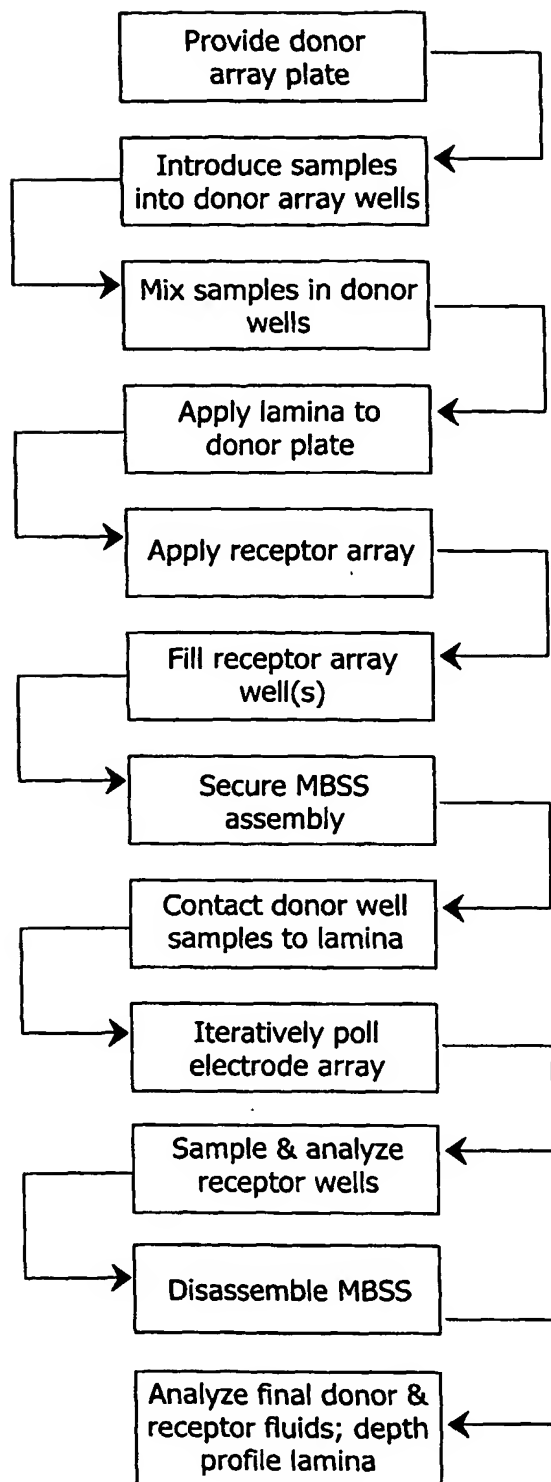 Provide donor
array plate
Introduce samples
into donor array wells
Mix samples in donor
wells
Apply lamina to
donor plate
Apply receptor array
Fill receptor array
well(s)
Secure MBSS
assembly
Contact donor well
samples to lamina
Iteratively poll
electrode array
Sample & analyze
receptor wells
Disassemble MBSS
Analyze final donor &
receptor fluids; depth
profile lamina